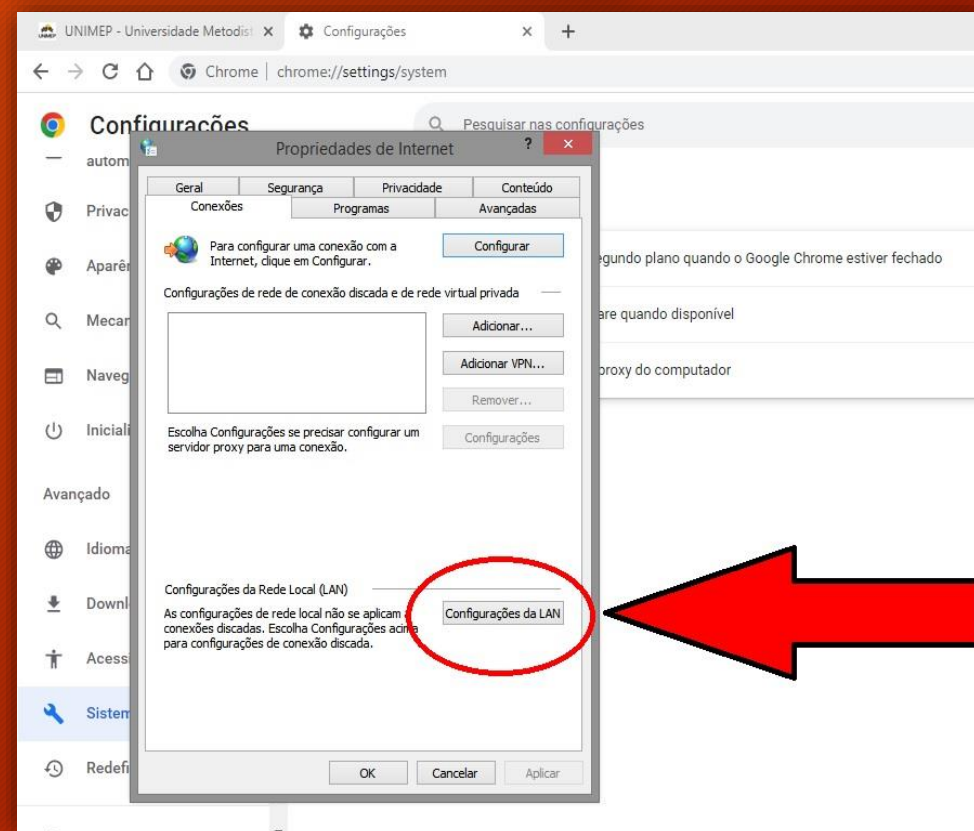 UNIMEP - Universidade Metodist
Configurações
Chrome | chrome://settings/system
Configurações
Pesquisar nas configurações
Propriedades de Internet
?
Geral
Segurança
Privacidade
Conteúdo
Conexões
Programas
Avançadas
Para configurar uma conexão com a
Internet, clique em Configurar.
Configurar
Configurações de rede de conexão discada e de rede virtual privada
Adicionar...
Adicionar VPN...
Remover...
Escolha Configurações se precisar configurar um
servidor proxy para uma conexão.
Configurações
Configurações da Rede Local (LAN)
As configurações de rede local não se aplicam a
conexões discadas. Escolha Configurações acima
para configurações de conexão discada.
Configurações da LAN
OK
Cancelar
Aplicar
autom
Privac
Aparên
Mecan
Naveg
Iniciali
Avançado
Idioma
Downl
Acessi
Sistem
Redefi
egundo plano quando o Google Chrome estiver fechado
are quando disponível
proxy do computador